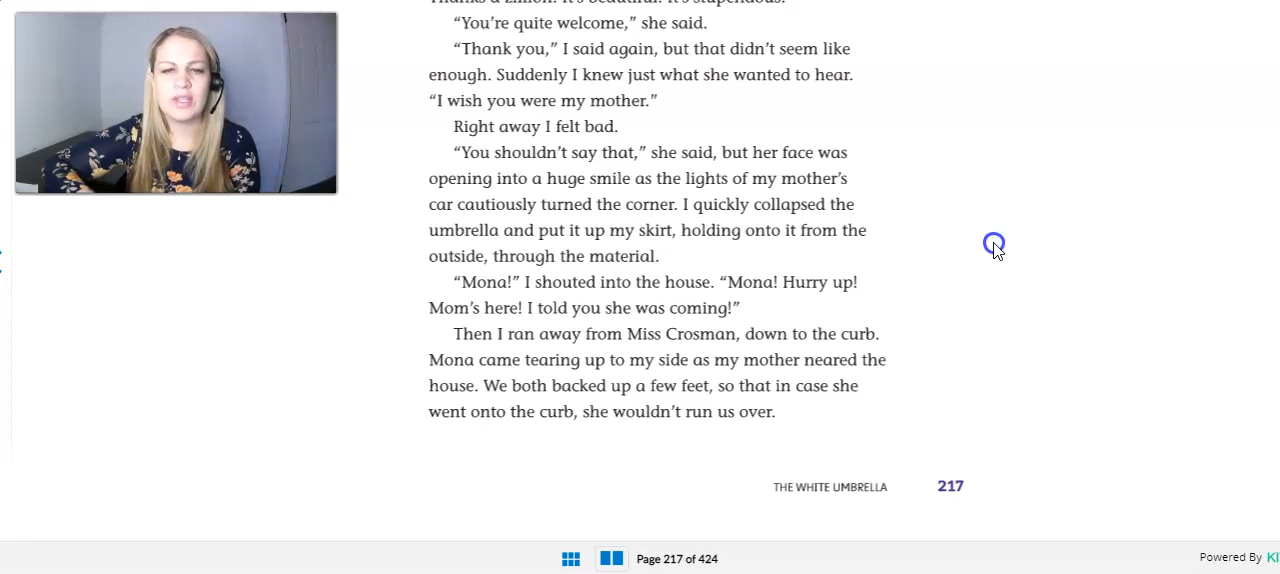 Thanks a zillion! It's beautiful! It's stupendous!"
“You’re quite welcome,” she said.
“Thank you,” I said again, but that didn’t seem like
enough. Suddenly I knew just what she wanted to hear.
“I wish you were my mother.”
Right away I felt bad.
“You shouldn’t say that,” she said, but her face was
opening into a huge smile as the lights of my mother’s
car cautiously turned the corner. I quickly collapsed the
umbrella and put it up my skirt, holding onto it from the
outside, through the material.
“Mona!” I shouted into the house. “Mona! Hurry up!
Mom’s here! I told you she was coming!”
Then I ran away from Miss Crosman, down to the curb.
Mona came tearing up to my side as my mother neared the
house. We both backed up a few feet, so that in case she
went onto the curb, she wouldn’t run us over.
THE WHITE UMBRELLA 217
Page 217 of 424
Powered By KI